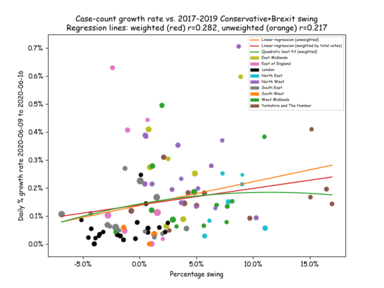 Case-count growth rate vs. 2017-2019 Conservative+Brexit swing
Regression lines: weighted (red) r=0.282, unweighted (orange) r=0.217
Linear regression (unweighted)
Linear regression (weighted by total votes)
Quadratic best fit (weighted)
East Midlands
East of England
London
North East
North West
South East
South West
West Midlands
Yorkshire and The Humber
Daily % growth rate 2020-06-09 to 2020-06-16
0.7%
0.6%
0.5%
0.4%
0.3%
0.2%
0.1%
0.0%
-5.0%
0.0%
5.0%
10.0%
15.0%
Percentage swing